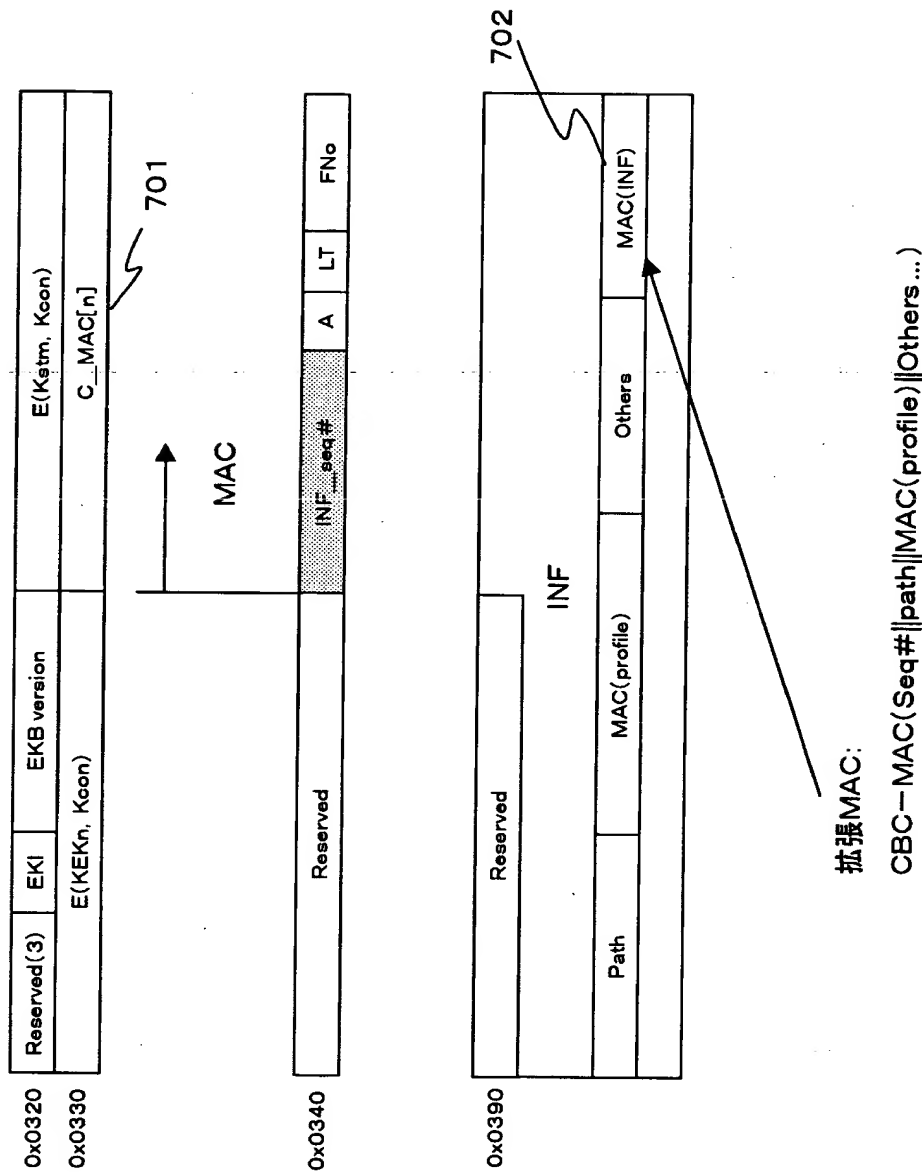 0x0320
Reserved(3)
EKI
EKB version
E(Kstm, Kcon)
0x0330
E(KEKn, Kcon)
C_MAC[n]
701
MAC
0x0340
Reserved
INF_seq#
A
LT
FNo
702
0x0390
Reserved
INF
Path
MAC(profile)
Others
MAC(INF)
拡張MAC:
CBC-MAC(Seq#||path||MAC(profile)||Others...)